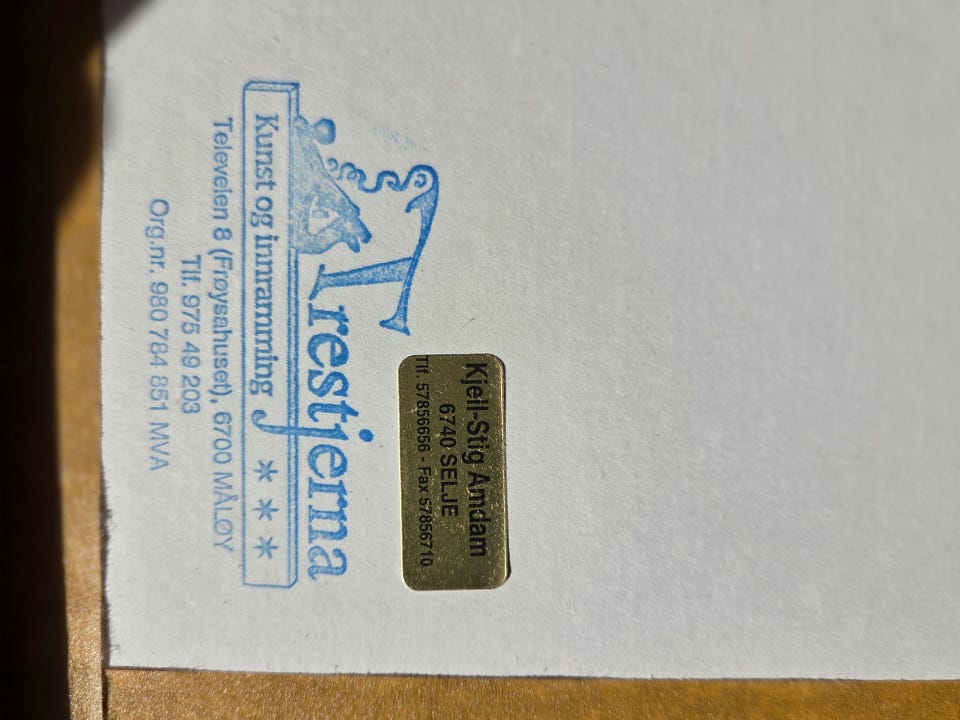 Kjell-Stig Amdam
6740 SELJE
Tlf. 57856656 - Fax 57856710
Trestjerna
Kunst og innramming ***
Televeien 8 (Frøysahuset), 6700 MÅLØY
Tlf. 975 49 203
Org.nr. 980 784 851 MVA